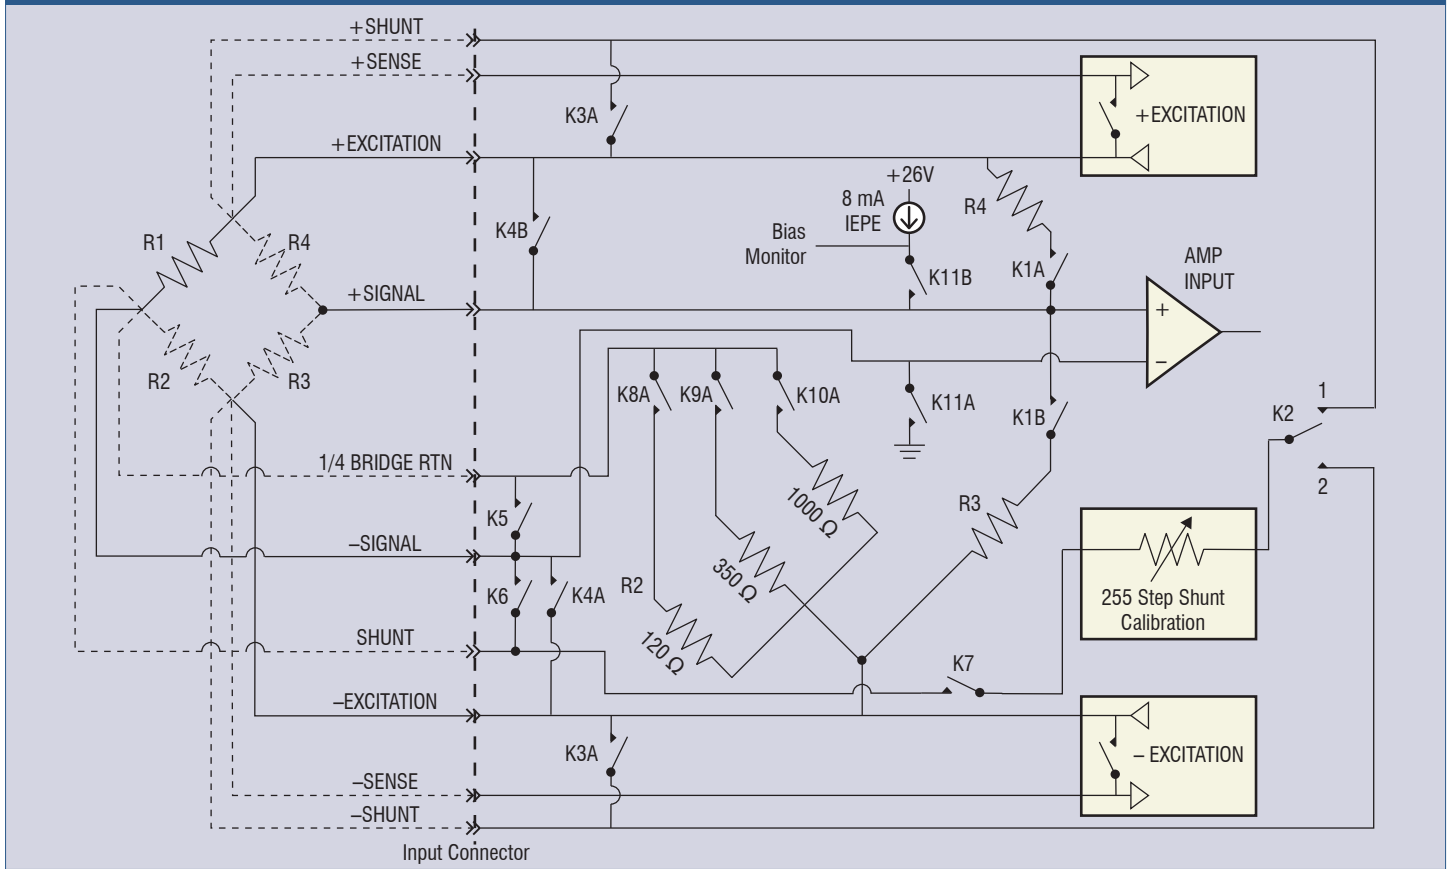 +SHUNT
+SENSE
K3A
+EXCITATION
+EXCITATION
+26V
8 mA
IEPE
R4
K4B
Bias
Monitor
R1
R4
K11B
K1A
AMP
INPUT
+SIGNAL
+
–
R2
R3
K8A
K9A
K10A
K11A
K1B
1
K2
2
1/4 BRIDGE RTN
1000 Ω
R3
K5
–SIGNAL
350 Ω
K6
K4A
R2
255 Step Shunt
Calibration
SHUNT
120 Ω
K7
–EXCITATION
K3A
– EXCITATION
–SENSE
–SHUNT
Input Connector